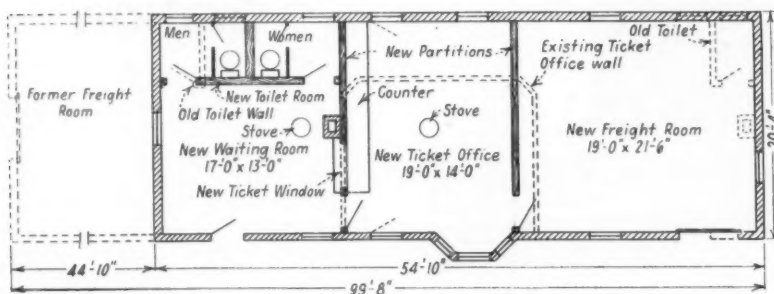 Men
Women
Old Toilet
New Partitions
Existing Ticket
Office wall
Former Freight
Room
New Toilet Room
Old Toilet Wall
Counter
Stove
Stove
New Waiting Room
17'-0" x 13'-0"
New Ticket Office
19'-0" x 14'-0"
New Freight Room
19'-0" x 21'-6"
New Ticket Window
44'-10"
54'-10"
99'-8"